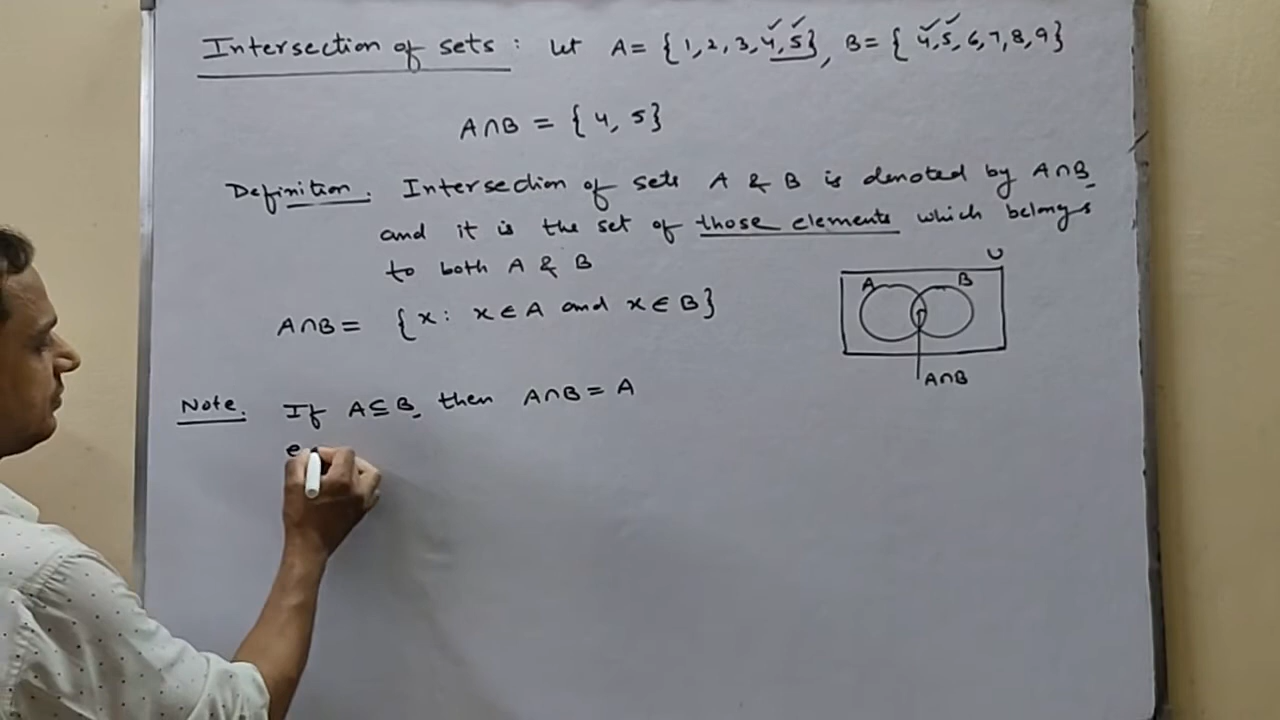 Intersection of sets : Let A = {1, 2, 3, 4, 5}, B = {4, 5, 6, 7, 8, 9}
A∩B = {4, 5}
Definition. Intersection of sets A & B is denoted by A∩B
and it is the set of those elements which belongs
to both A & B
U
A B
A∩B = {x : x ∈ A and x ∈ B}
A∩B
Note. If A ⊆ B, then A∩B = A